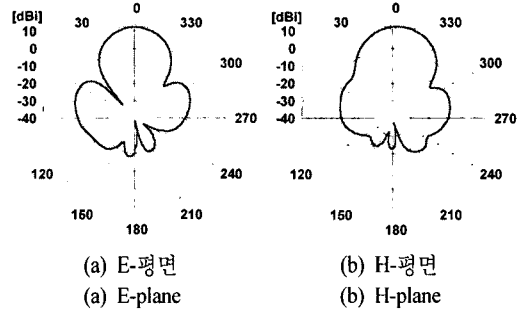 [dBi] 0 [dBi] 0
10 30 330 10 30 330
0 0
-10 300 -10 300
-20 -20
-30 -30
-40 270 -40 270
120 240 120 240
150 210 150 210
180 180
(a) E-평면 (b) H-평면
(a) E-plane (b) H-plane